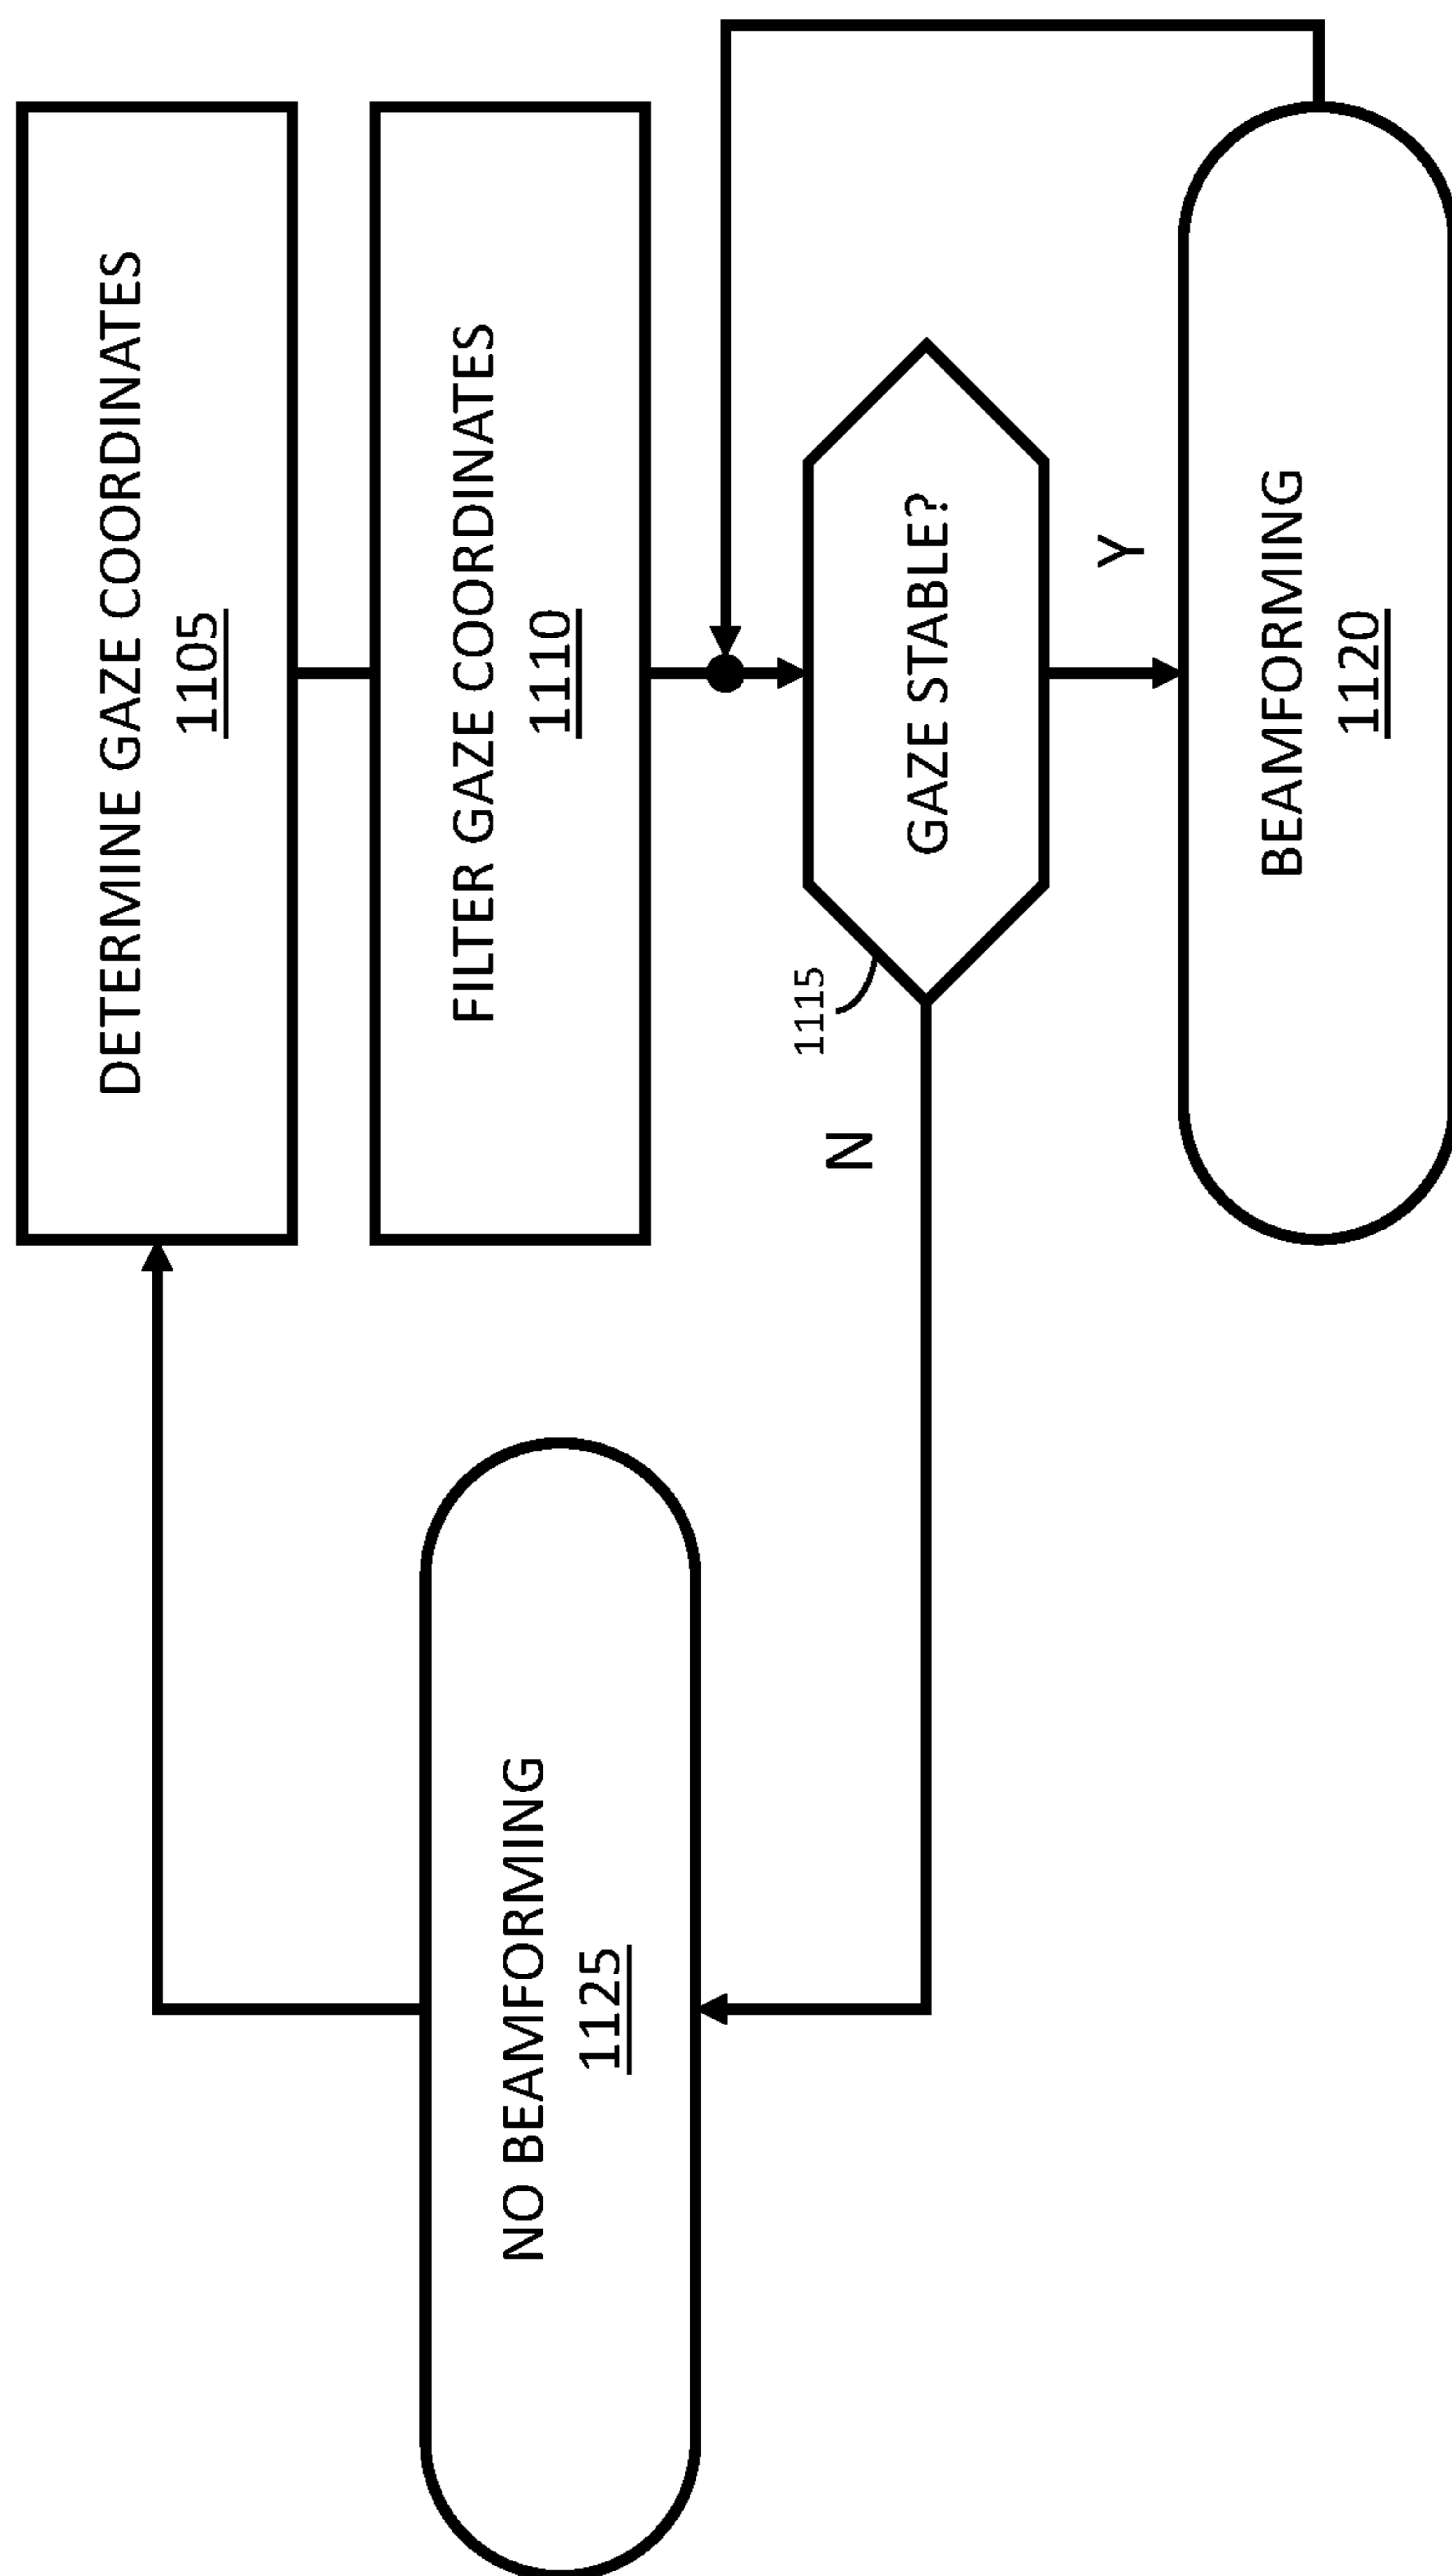 DETERMINE GAZE COORDINATES
1105
FILTER GAZE COORDINATES
1110
1115
GAZE STABLE?
N
Y
BEAMFORMING
1120
NO BEAMFORMING
1125